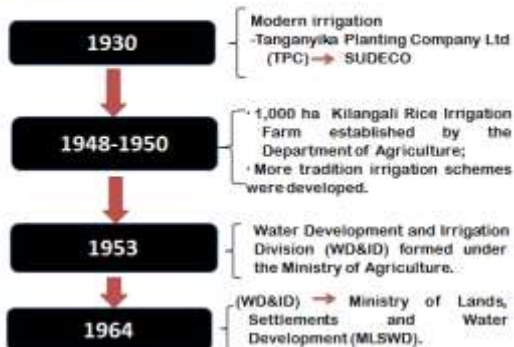 1930
Modern irrigation
-Tanganyika Planting Company Ltd
(TPC) → SUDECO
1948-1950
· 1,000 ha Kilangali Rice Irrigation
Farm established by the
Department of Agriculture;
· More tradition irrigation schemes
were developed.
1953
Water Development and Irrigation
Division (WD&ID) formed under
the Ministry of Agriculture.
1964
(WD&ID) → Ministry of Lands,
Settlements and Water
Development (MLSWD).